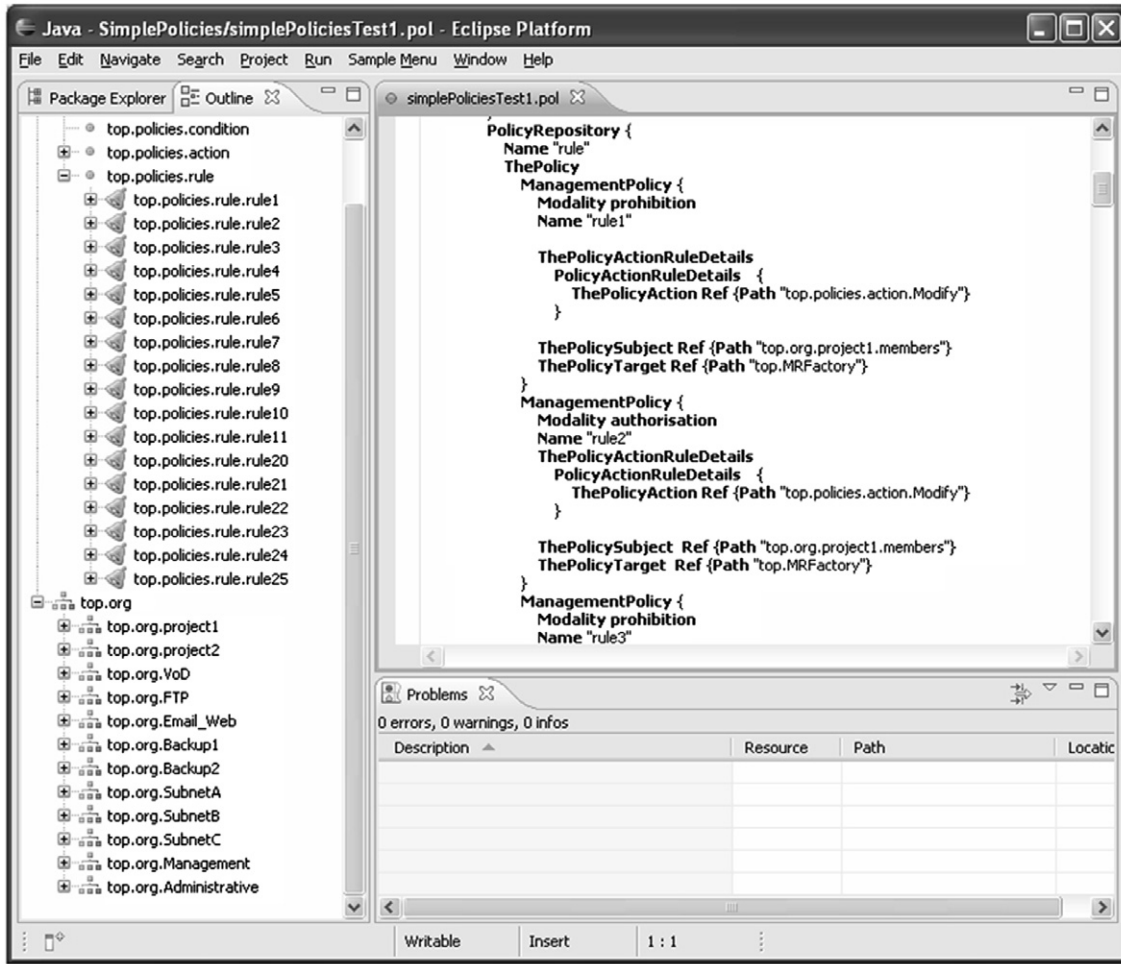 Java - SimplePolicies/simplePoliciesTest1.pol - Eclipse Platform
File Edit Navigate Search Project Run Sample Menu Window Help
Package Explorer Outline
top.policies.condition
top.policies.action
top.policies.rule
top.policies.rule.rule1
top.policies.rule.rule2
top.policies.rule.rule3
top.policies.rule.rule4
top.policies.rule.rule5
top.policies.rule.rule6
top.policies.rule.rule7
top.policies.rule.rule8
top.policies.rule.rule9
top.policies.rule.rule10
top.policies.rule.rule11
top.policies.rule.rule20
top.policies.rule.rule21
top.policies.rule.rule22
top.policies.rule.rule23
top.policies.rule.rule24
top.policies.rule.rule25
top.org
top.org.project1
top.org.project2
top.org.VoD
top.org.FTP
top.org.Email_Web
top.org.Backup1
top.org.Backup2
top.org.SubnetA
top.org.SubnetB
top.org.SubnetC
top.org.Management
top.org.Administrative
simplePoliciesTest1.pol
PolicyRepository {
Name "rule"
ThePolicy
ManagementPolicy {
Modality prohibition
Name "rule1"
ThePolicyActionRuleDetails
PolicyActionRuleDetails {
ThePolicyAction Ref {Path "top.policies.action.Modify"}
}
ThePolicySubject Ref {Path "top.org.project1.members"}
ThePolicyTarget Ref {Path "top.MRFactory"}
}
ManagementPolicy {
Modality authorisation
Name "rule2"
ThePolicyActionRuleDetails
PolicyActionRuleDetails {
ThePolicyAction Ref {Path "top.policies.action.Modify"}
}
ThePolicySubject Ref {Path "top.org.project1.members"}
ThePolicyTarget Ref {Path "top.MRFactory"}
}
ManagementPolicy {
Modality prohibition
Name "rule3"
Problems
0 errors, 0 warnings, 0 infos
Description Resource Path Locatic
Writable Insert 1 : 1